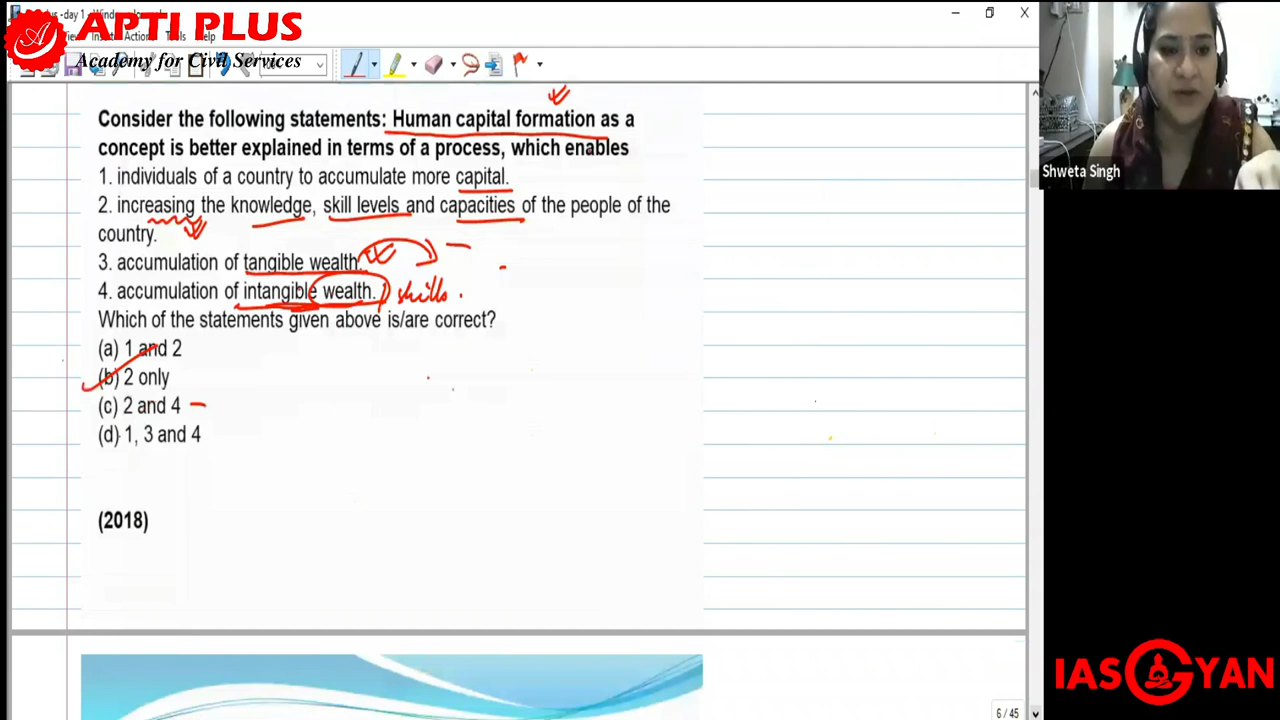 APTI PLUS
Academy for Civil Services
Consider the following statements: Human capital formation as a
concept is better explained in terms of a process, which enables
1. individuals of a country to accumulate more capital.
2. increasing the knowledge, skill levels and capacities of the people of the
country.
3. accumulation of tangible wealth.
4. accumulation of intangible wealth. skills.
Which of the statements given above is/are correct?
(a) 1 and 2
(b) 2 only
(c) 2 and 4
(d) 1, 3 and 4
(2018)
Shweta Singh
IASGYAN
6 / 45